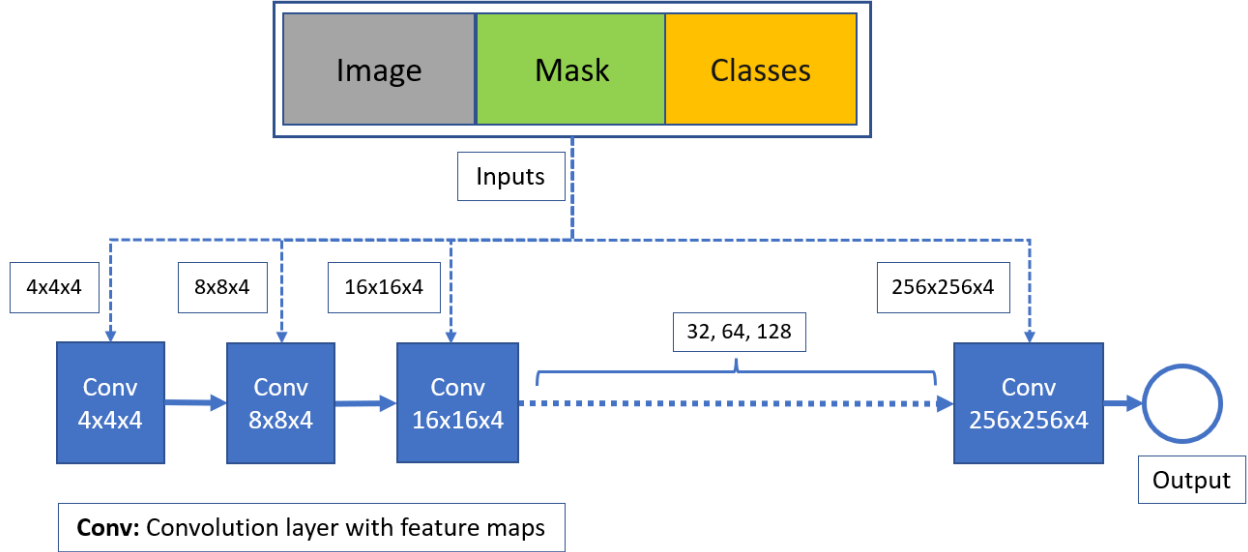 Image Mask Classes
Inputs
4x4x4
8x8x4
16x16x4
256x256x4
32, 64, 128
Conv
4x4x4
Conv
8x8x4
Conv
16x16x4
Conv
256x256x4
Output
Conv: Convolution layer with feature maps